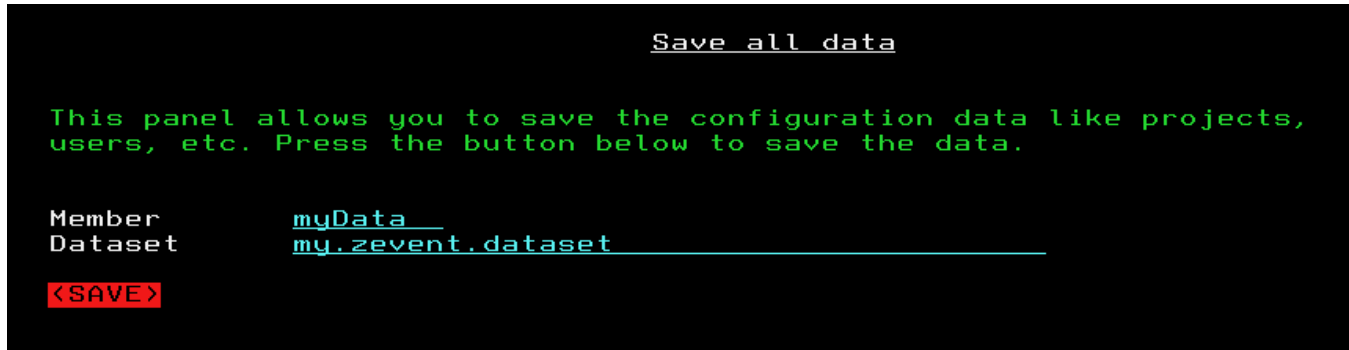 Save all data
This panel allows you to save the configuration data like projects,
users, etc. Press the button below to save the data.
Member myData
Dataset my.zevent.dataset
<SAVE>